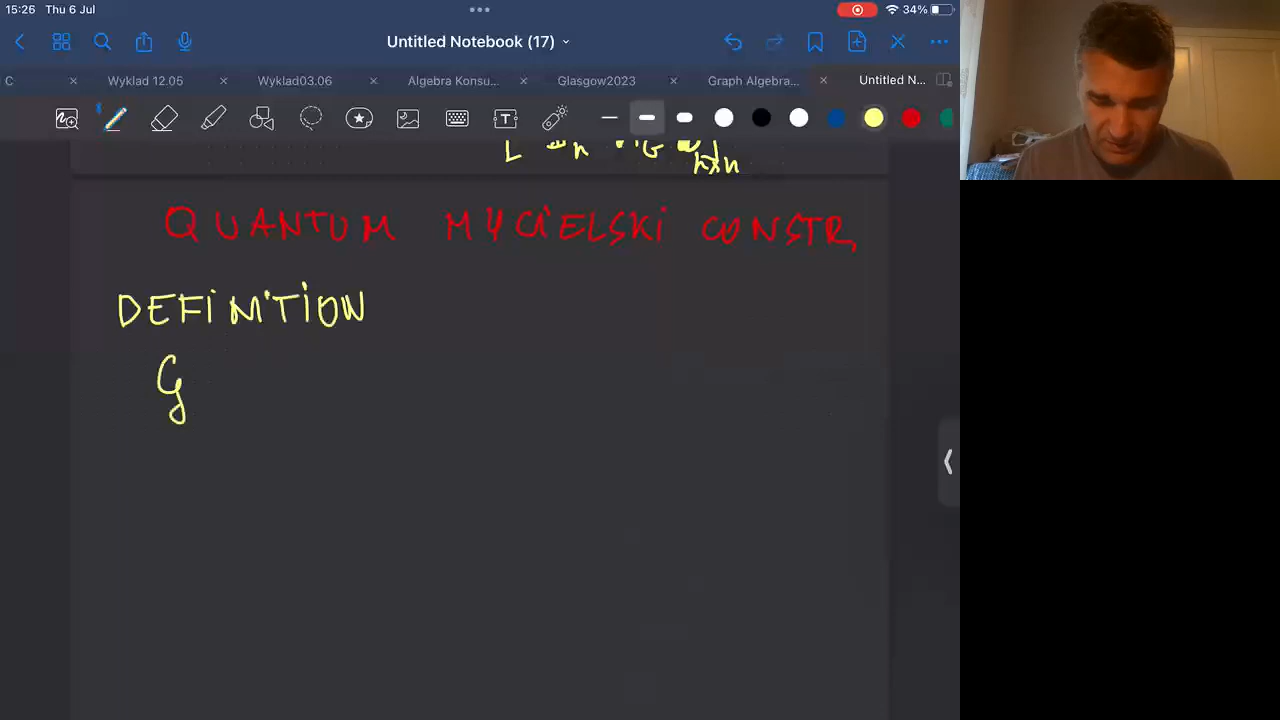 15:26 Thu 6 Jul
34%
Untitled Notebook (17)
C
Wyklad 12.05
Wyklad03.06
Algebra Konsu...
Glasgow2023
Graph Algebra...
Untitled N...
L n G n×n
QUANTUM MYCIELSKI CONSTR.
DEFINITION
G